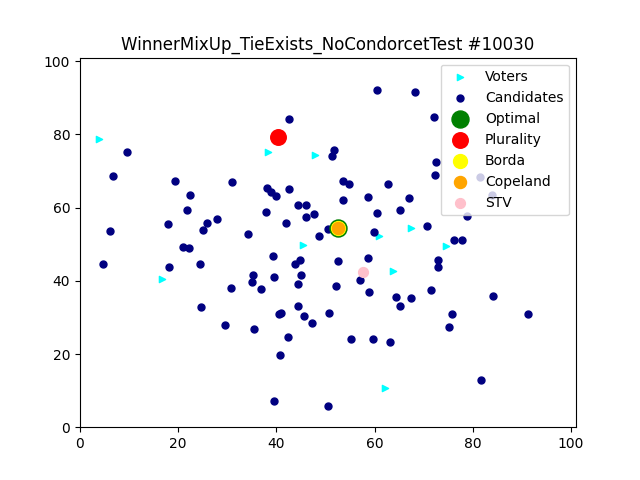 WinnerMixUp_TieExists_NoCondorcetTest #10030
100
80
60
40
20
0
0 20 40 60 80 100
Voters
Candidates
Optimal
Plurality
Borda
Copeland
STV